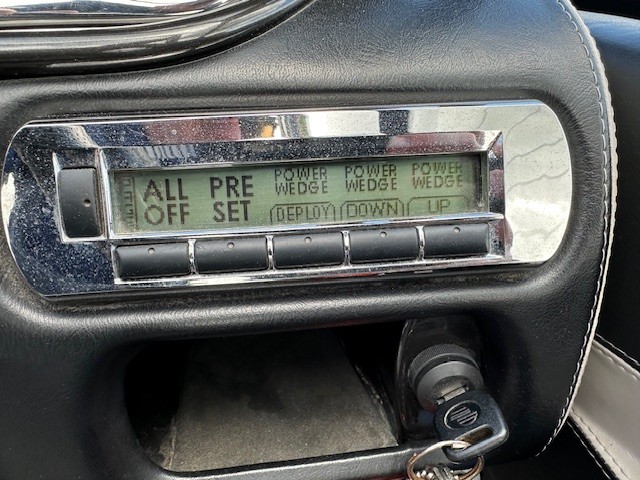 ALL OFF
PRE SET
POWER WEDGE DEPLOY
POWER WEDGE DOWN
POWER WEDGE UP